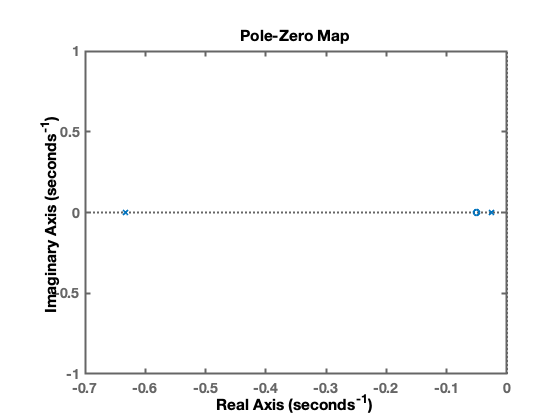 Pole-Zero Map
1
0.5
0
-0.5
-1
Imaginary Axis (seconds⁻¹)
-0.7 -0.6 -0.5 -0.4 -0.3 -0.2 -0.1 0
Real Axis (seconds⁻¹)